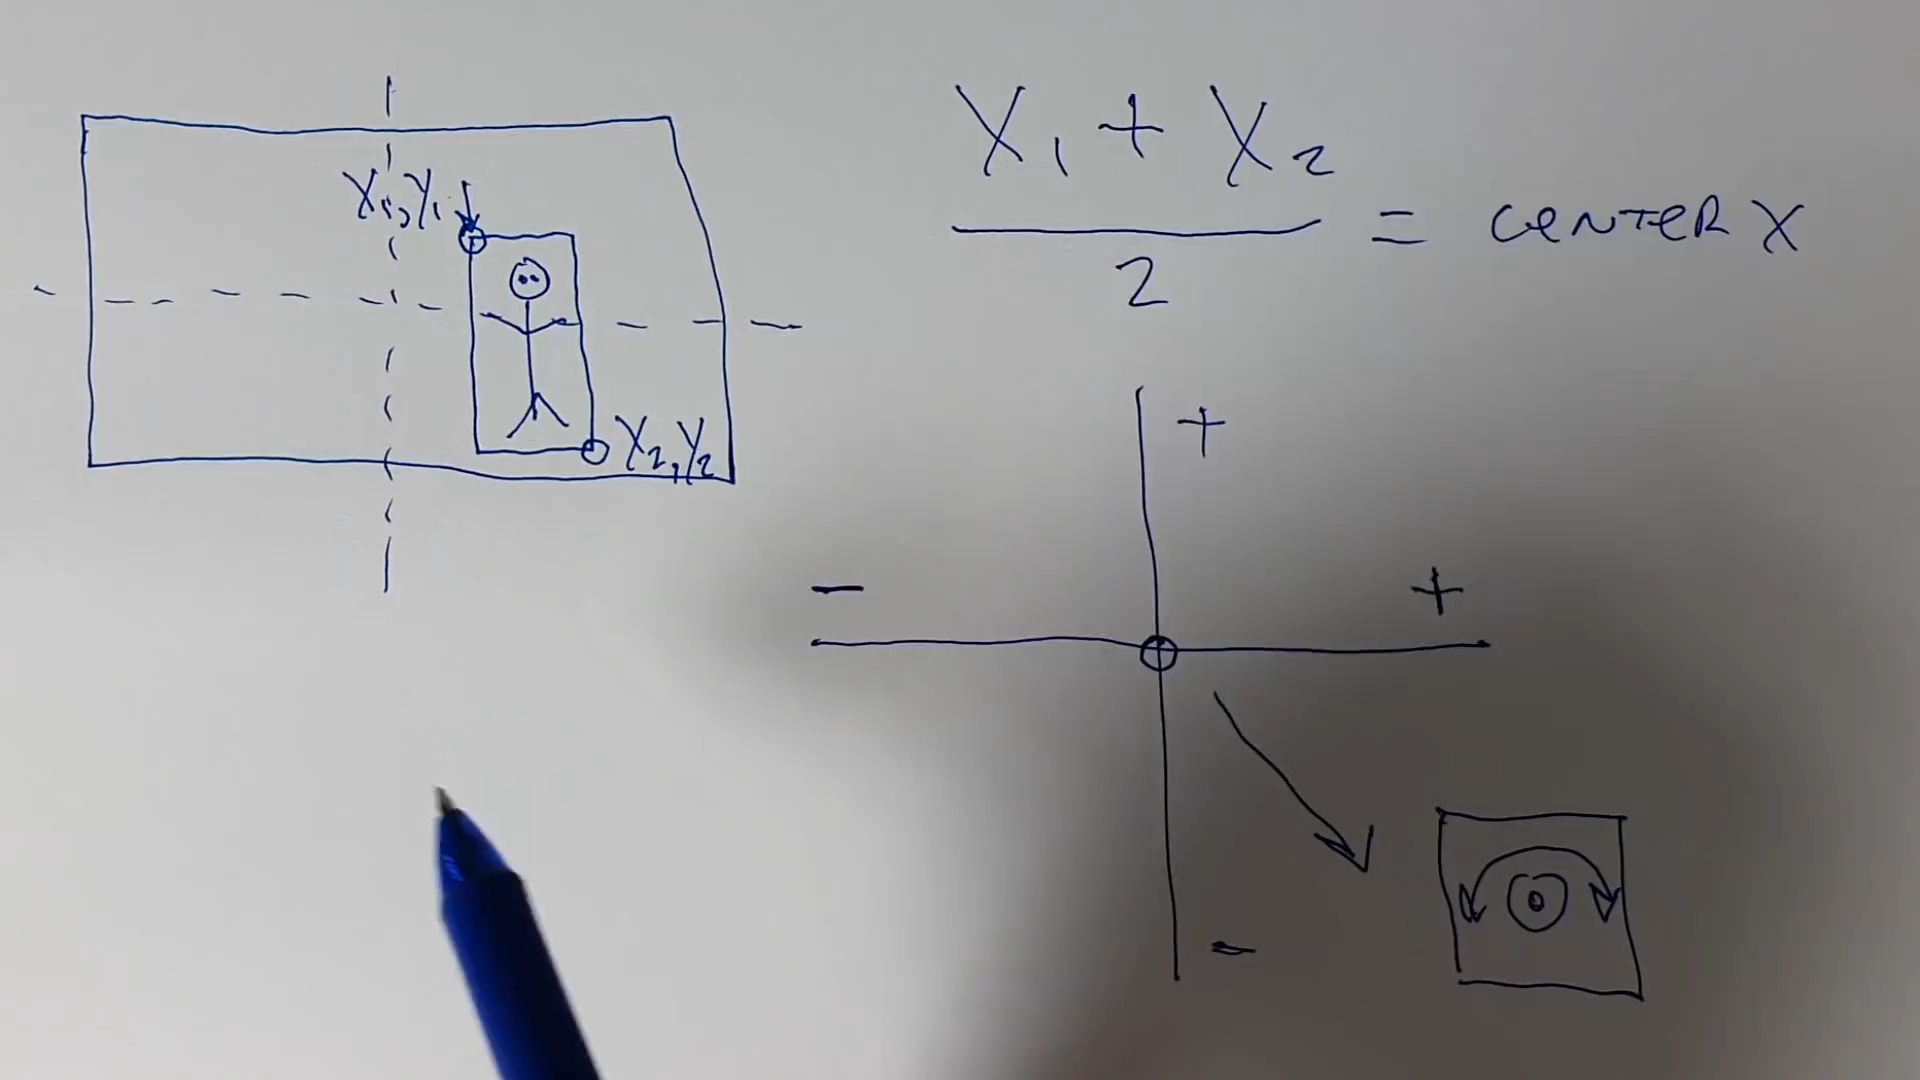 X1, Y1
X2, Y2
X1 + X2
2
= CENTER X
+
- +
-